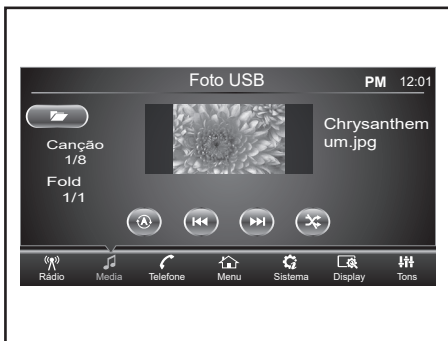 Foto USB
PM 12:01
Canção
1/8
Fold
1/1
Chrysanthem
um.jpg
Rádio
Media
Telefone
Menu
Sistema
Display
Tons